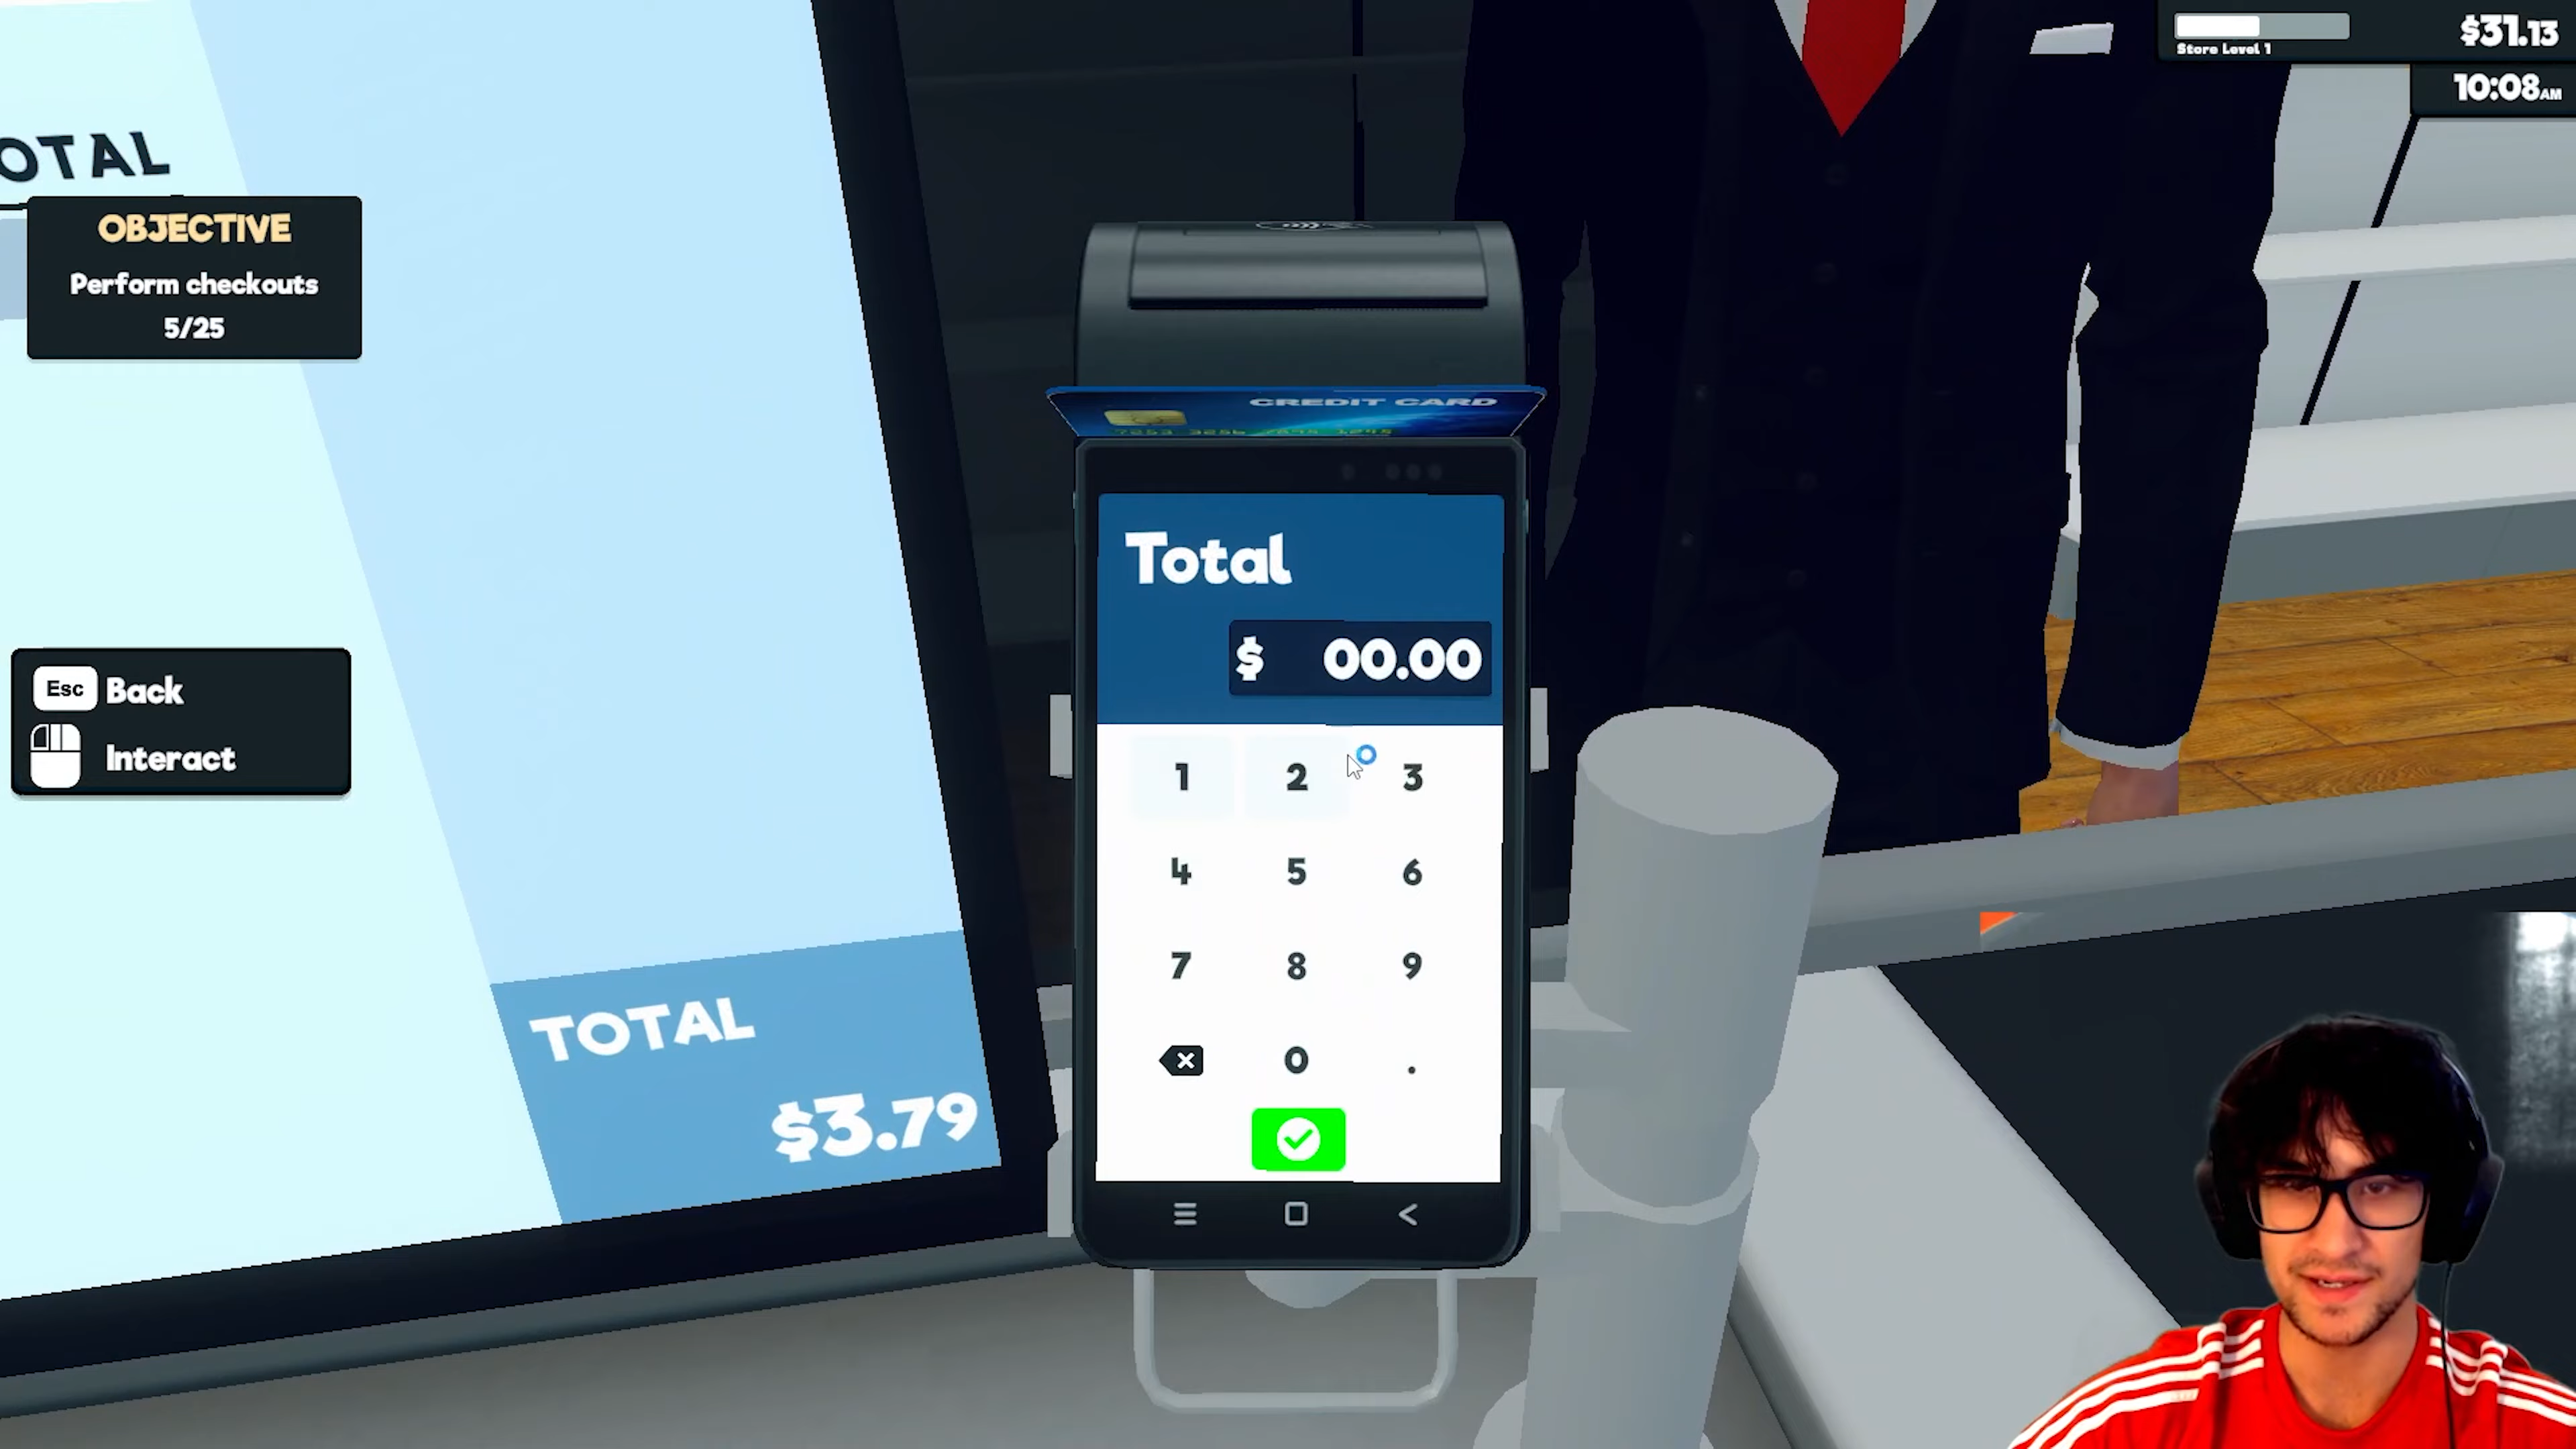 $31.13
Store Level 1
10:08AM
OTAL
OBJECTIVE
Perform checkouts
5/25
CREDIT CARD
Total
$ 00.00
Esc Back
Interact
1 2 3
4 5 6
7 8 9
0 .
TOTAL
$3.79